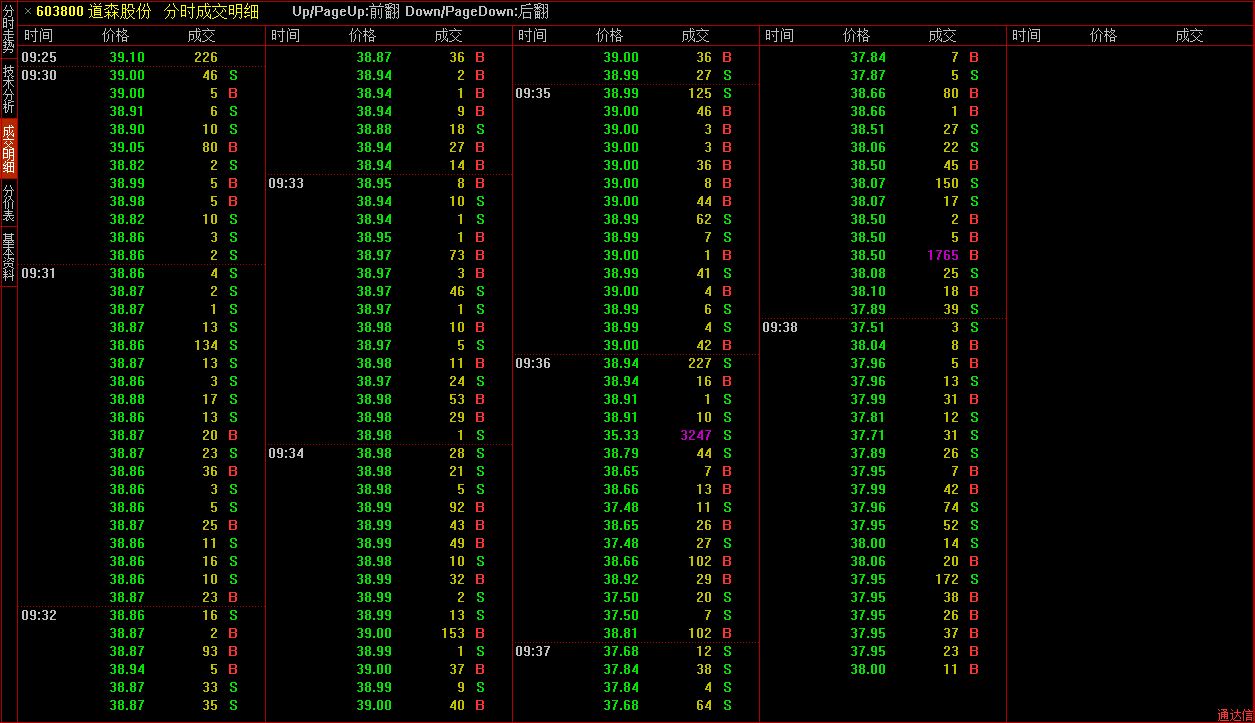 × 603800 道森股份 分时成交明细 Up/PageUp:前翻 Down/PageDown:后翻
分时走势
技术分析
成交明细
分价表
基本资料
时间 价格 成交
09:25 39.10 226
09:30 39.00 46 S
39.00 5 B
38.91 6 S
38.90 10 S
39.05 80 B
38.82 2 S
38.99 5 B
38.98 5 B
38.82 10 S
38.86 3 S
38.86 2 S
09:31 38.86 4 S
38.87 2 S
38.87 1 S
38.87 13 S
38.86 134 S
38.87 13 S
38.86 3 S
38.88 17 S
38.86 13 S
38.87 20 B
38.87 23 S
38.86 36 B
38.86 3 S
38.86 5 S
38.87 25 B
38.86 11 S
38.86 16 S
38.86 10 S
38.87 23 B
09:32 38.86 16 S
38.87 2 B
38.87 93 B
38.94 5 B
38.87 33 S
38.87 35 S
时间 价格 成交
38.87 36 B
38.94 2 B
38.94 1 B
38.94 9 B
38.88 18 S
38.94 27 B
38.94 14 B
09:33 38.95 8 B
38.94 10 S
38.94 1 S
38.95 1 B
38.97 73 B
38.97 3 B
38.97 46 S
38.97 1 S
38.98 10 B
38.97 5 S
38.98 11 B
38.97 24 S
38.98 53 B
38.98 29 B
38.98 1 S
09:34 38.98 28 S
38.98 21 S
38.98 5 S
38.99 92 B
38.99 43 B
38.99 49 B
38.98 10 S
38.99 32 B
38.99 2 S
38.99 13 S
39.00 153 B
38.99 1 S
39.00 37 B
38.99 9 S
39.00 40 B
时间 价格 成交
39.00 36 B
38.99 27 S
09:35 38.99 125 S
39.00 46 B
39.00 3 B
39.00 3 B
39.00 36 B
39.00 8 B
39.00 44 B
38.99 62 S
38.99 7 S
39.00 1 B
38.99 41 S
39.00 4 B
38.99 6 S
38.99 4 S
39.00 42 B
09:36 38.94 227 S
38.94 16 B
38.91 1 S
38.91 10 S
35.33 3247 S
38.79 44 S
38.65 7 B
38.66 13 B
37.48 11 S
38.65 26 B
37.48 27 S
38.66 102 B
38.92 29 B
37.50 20 S
37.50 7 S
38.81 102 B
09:37 37.68 12 S
37.84 38 S
37.84 4 S
37.68 64 S
时间 价格 成交
37.84 7 B
37.87 5 S
38.66 80 B
38.66 1 B
38.51 27 S
38.06 22 S
38.50 45 B
38.07 150 S
38.07 17 S
38.50 2 B
38.50 5 B
38.50 1765 B
38.08 25 S
38.10 18 B
37.89 39 S
09:38 37.51 3 S
38.04 8 B
37.96 5 B
37.96 13 S
37.99 31 B
37.81 12 S
37.71 31 S
37.89 26 S
37.95 7 B
37.99 42 B
37.96 74 S
37.95 52 S
38.00 14 S
38.06 20 B
37.95 172 S
37.95 38 B
37.95 26 B
37.95 37 B
37.95 23 B
38.00 11 B
时间 价格 成交
通达信